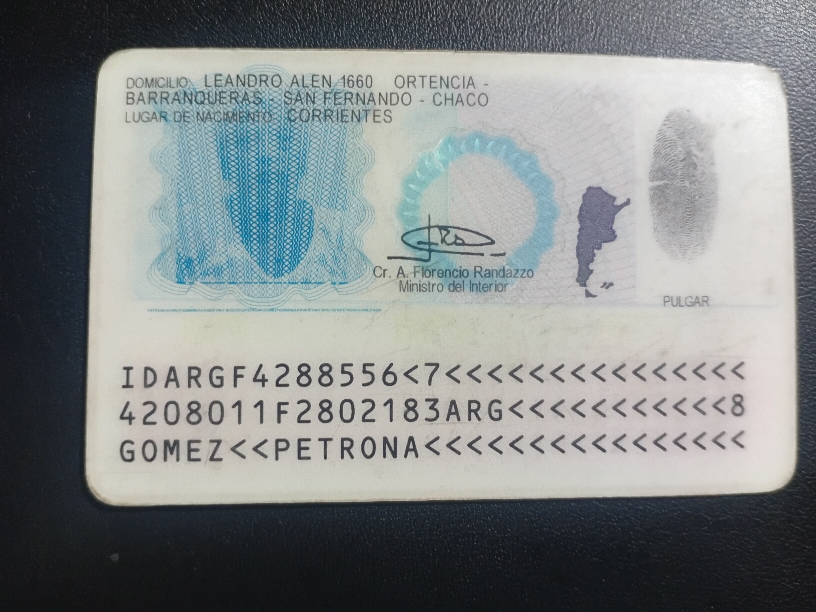 DOMICILIO LEANDRO ALEN 1660 ORTENCIA -
BARRANQUERAS - SAN FERNANDO - CHACO
LUGAR DE NACIMIENTO CORRIENTES
Cr. A. Florencio Randazzo
Ministro del Interior
PULGAR
IDARGF4288556<7<<<<<<<<<<<<<<<
4208011F2802183ARG<<<<<<<<<<<8
GOMEZ<<PETRONA<<<<<<<<<<<<<<<<